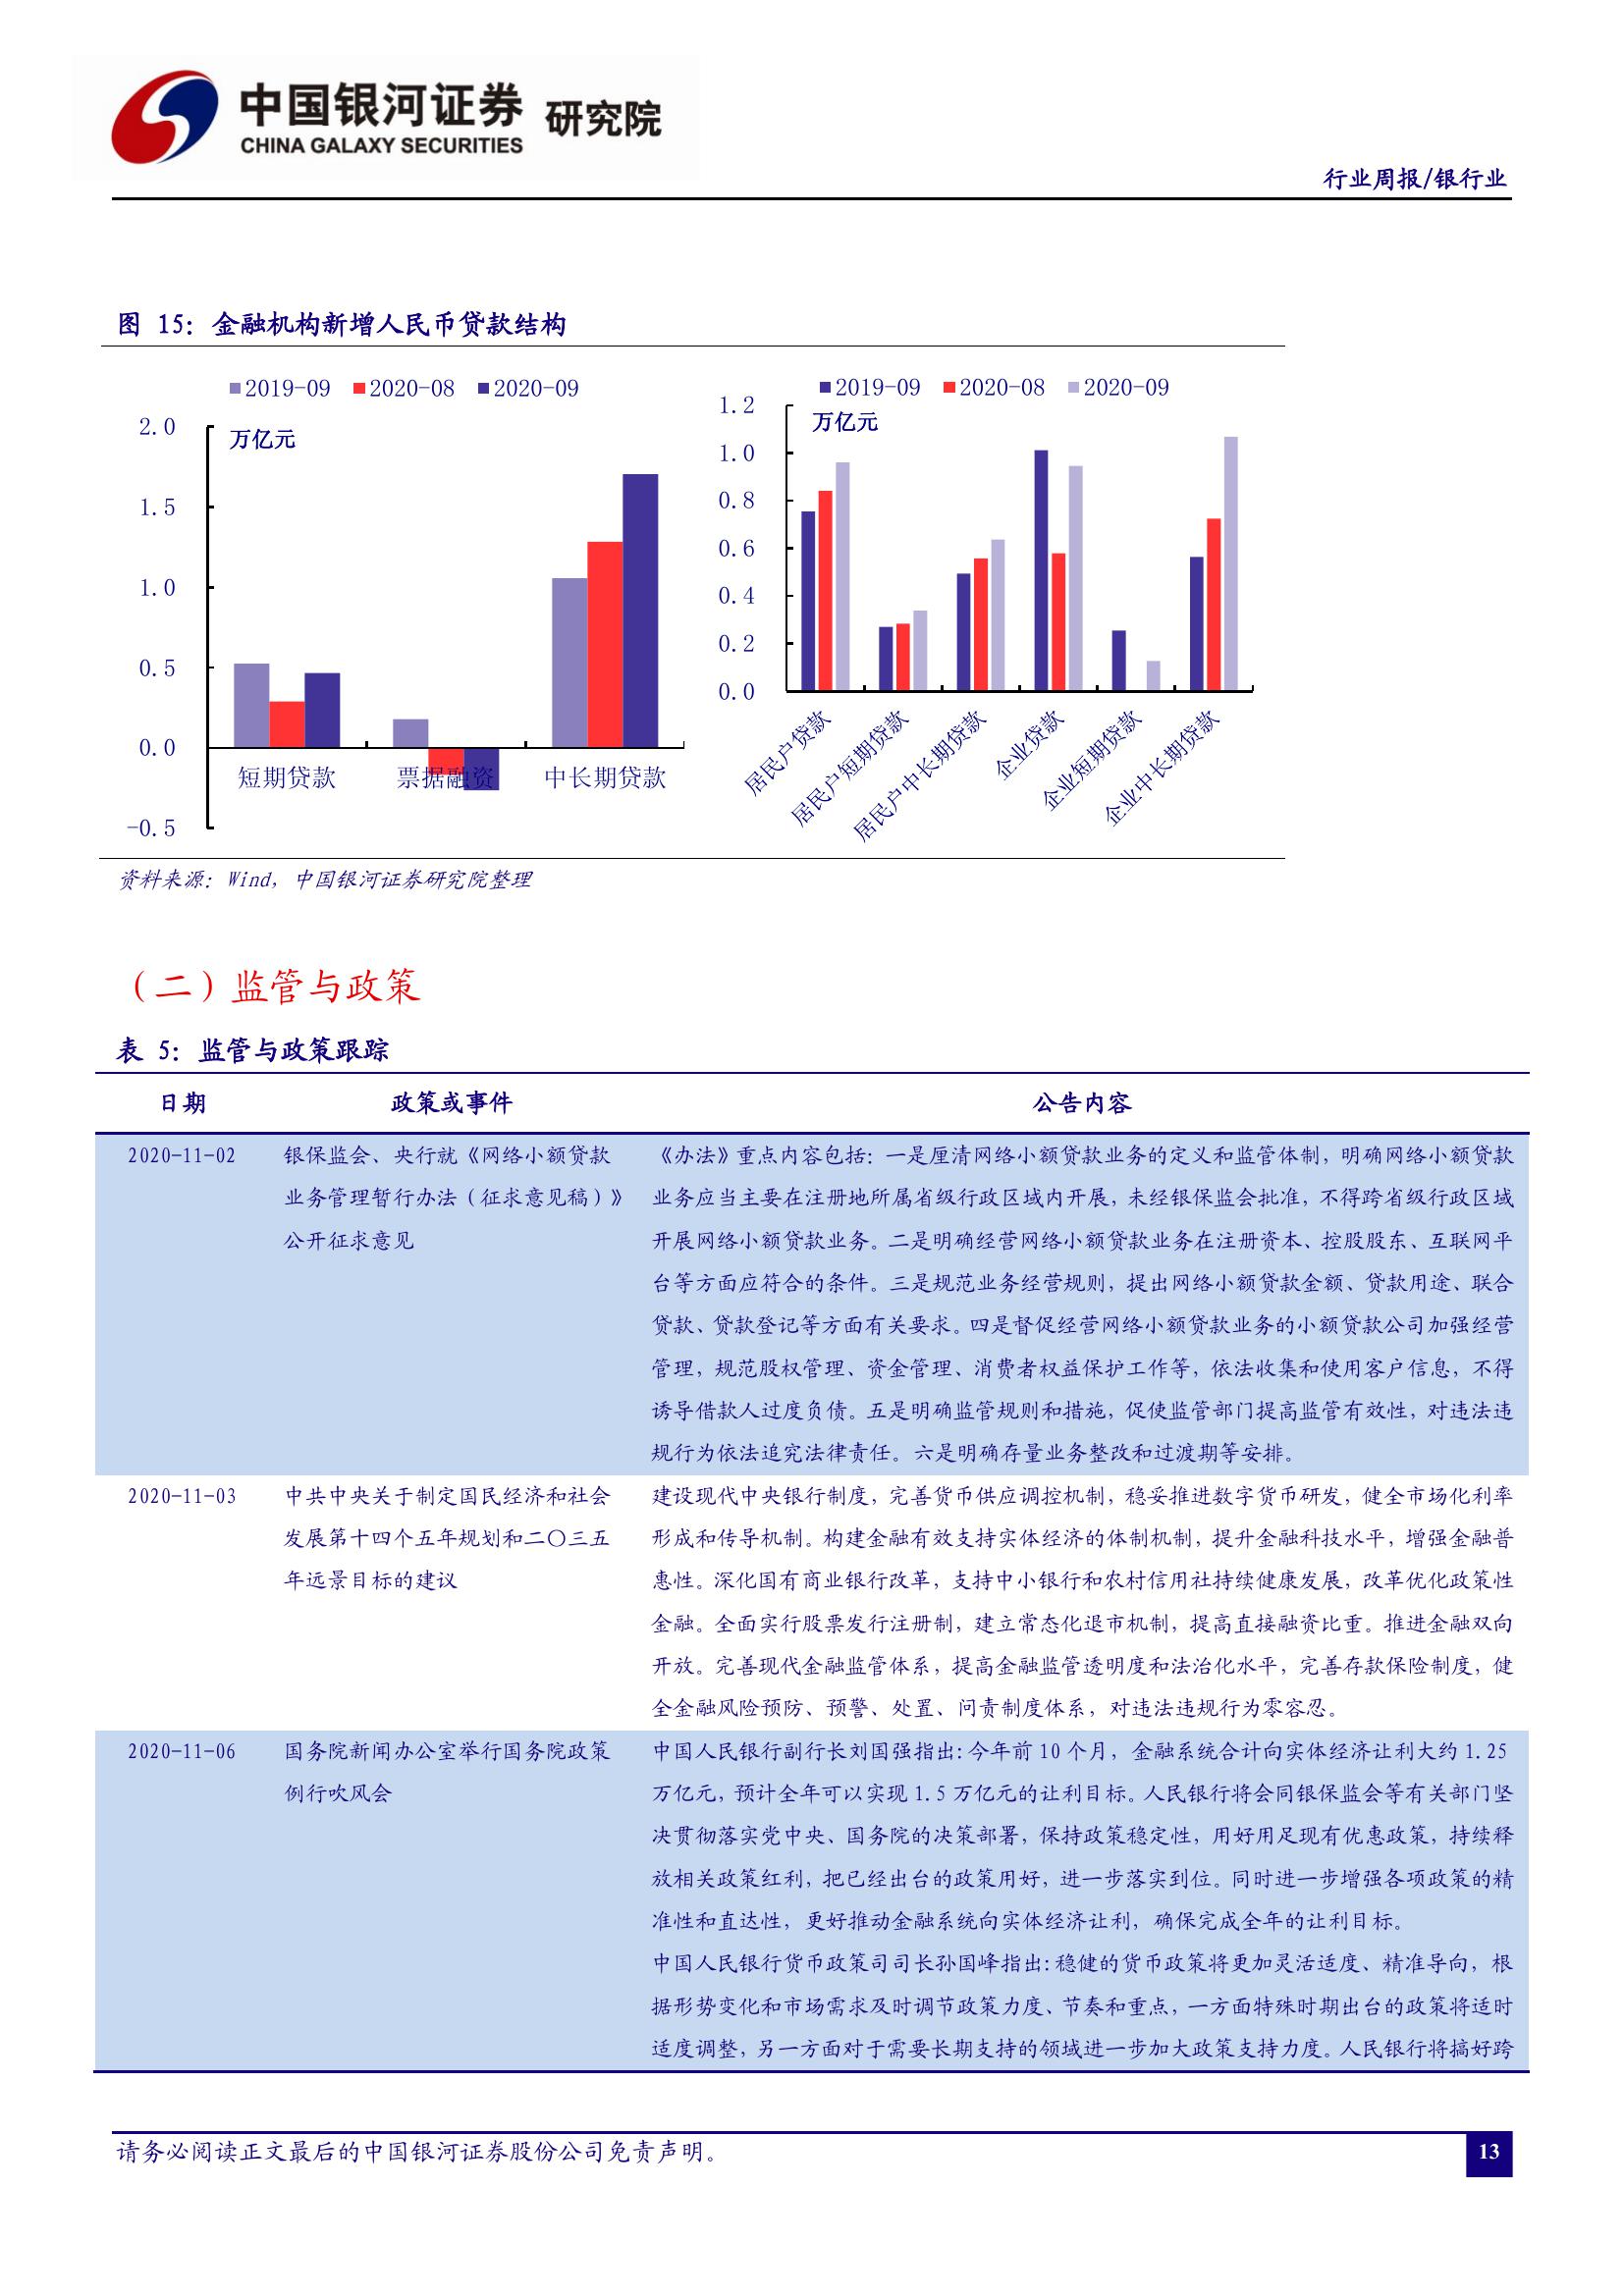 中国银河证券 研究院
CHINA GALAXY SECURITIES
行业周报/银行业
图 15：金融机构新增人民币贷款结构
2019-09 2020-08 2020-09
2.0
万亿元
1.5
1.0
0.5
0.0
-0.5
短期贷款 票据融资 中长期贷款
2019-09 2020-08 2020-09
1.2
万亿元
1.0
0.8
0.6
0.4
0.2
0.0
居民户贷款
居民户短期贷款
居民户中长期贷款
企业贷款
企业短期贷款
企业中长期贷款
资料来源：Wind，中国银河证券研究院整理
（二）监管与政策
表 5：监管与政策跟踪
日期 政策或事件 公告内容
2020-11-02
银保监会、央行就《网络小额贷款
业务管理暂行办法（征求意见稿）》
公开征求意见
《办法》重点内容包括：一是厘清网络小额贷款业务的定义和监管体制，明确网络小额贷款
业务应当主要在注册地所属省级行政区域内开展，未经银保监会批准，不得跨省级行政区域
开展网络小额贷款业务。二是明确经营网络小额贷款业务在注册资本、控股股东、互联网平
台等方面应符合的条件。三是规范业务经营规则，提出网络小额贷款金额、贷款用途、联合
贷款、贷款登记等方面有关要求。四是督促经营网络小额贷款业务的小额贷款公司加强经营
管理，规范股权管理、资金管理、消费者权益保护工作等，依法收集和使用客户信息，不得
诱导借款人过度负债。五是明确监管规则和措施，促使监管部门提高监管有效性，对违法违
规行为依法追究法律责任。六是明确存量业务整改和过渡期等安排。
2020-11-03
中共中央关于制定国民经济和社会
发展第十四个五年规划和二〇三五
年远景目标的建议
建设现代中央银行制度，完善货币供应调控机制，稳妥推进数字货币研发，健全市场化利率
形成和传导机制。构建金融有效支持实体经济的体制机制，提升金融科技水平，增强金融普
惠性。深化国有商业银行改革，支持中小银行和农村信用社持续健康发展，改革优化政策性
金融。全面实行股票发行注册制，建立常态化退市机制，提高直接融资比重。推进金融双向
开放。完善现代金融监管体系，提高金融监管透明度和法治化水平，完善存款保险制度，健
全金融风险预防、预警、处置、问责制度体系，对违法违规行为零容忍。
2020-11-06
国务院新闻办公室举行国务院政策
例行吹风会
中国人民银行副行长刘国强指出：今年前 10 个月，金融系统合计向实体经济让利大约 1.25
万亿元，预计全年可以实现 1.5 万亿元的让利目标。人民银行将会同银保监会等有关部门坚
决贯彻落实党中央、国务院的决策部署，保持政策稳定性，用好用足现有优惠政策，持续释
放相关政策红利，把已经出台的政策用好，进一步落实到位。同时进一步增强各项政策的精
准性和直达性，更好推动金融系统向实体经济让利，确保完成全年的让利目标。
中国人民银行货币政策司司长孙国峰指出：稳健的货币政策将更加灵活适度、精准导向，根
据形势变化和市场需求及时调节政策力度、节奏和重点，一方面特殊时期出台的政策将适时
适度调整，另一方面对于需要长期支持的领域进一步加大政策支持力度。人民银行将搞好跨
请务必阅读正文最后的中国银河证券股份公司免责声明。
13